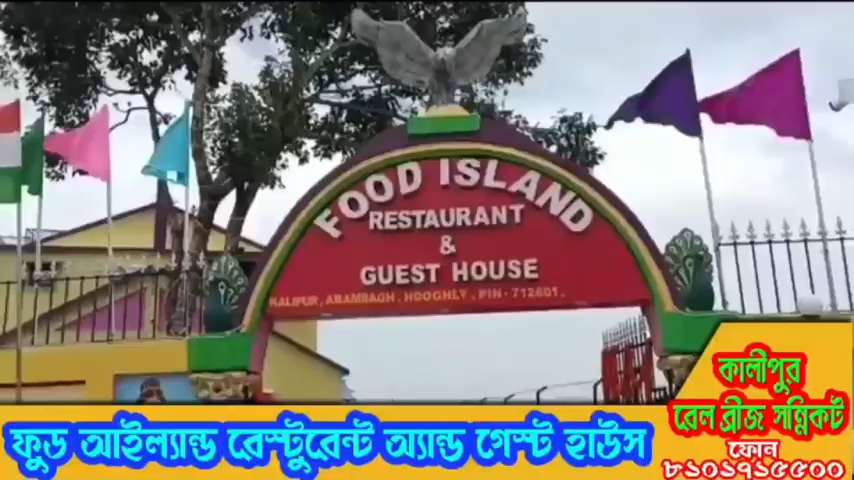 FOOD ISLAND
RESTAURANT
&
GUEST HOUSE
KALIPUR, ARAMBAGH. HOOGHLY. PIN - 712601.
কালীপুর
রেল ব্রীজ সন্নিকট
ফোন
৮১০১৭১৫৫০০
ফুড আইল্যান্ড রেস্টুরেন্ট অ্যান্ড গেস্ট হাউস